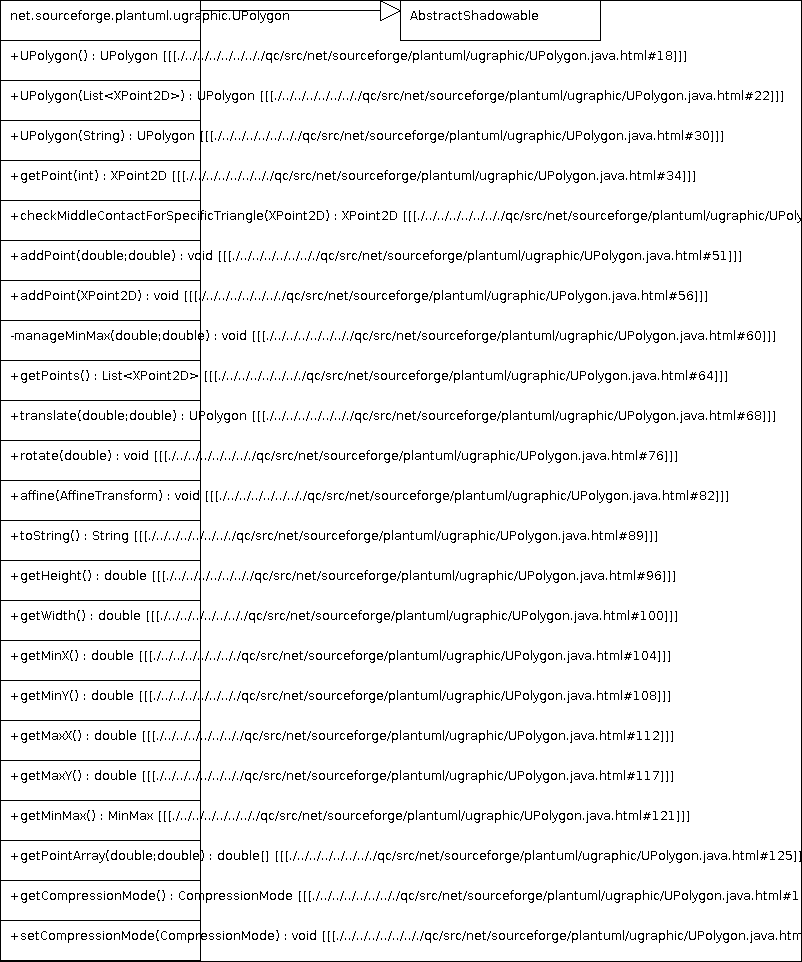 net.sourceforge.plantuml.ugraphic.UPolygon
AbstractShadowable
+UPolygon() : UPolygon [[[./../../../../../../../qc/src/net/sourceforge/plantuml/ugraphic/UPolygon.java.html#18]]]
+UPolygon(List<XPoint2D>) : UPolygon [[[./../../../../../../../qc/src/net/sourceforge/plantuml/ugraphic/UPolygon.java.html#22]]]
+UPolygon(String) : UPolygon [[[./../../../../../../../qc/src/net/sourceforge/plantuml/ugraphic/UPolygon.java.html#30]]]
+getPoint(int) : XPoint2D [[[./../../../../../../../qc/src/net/sourceforge/plantuml/ugraphic/UPolygon.java.html#34]]]
+checkMiddleContactForSpecificTriangle(XPoint2D) : XPoint2D [[[./../../../../../../../qc/src/net/sourceforge/plantuml/ugraphic/UPoly
+addPoint(double;double) : void [[[./../../../../../../../qc/src/net/sourceforge/plantuml/ugraphic/UPolygon.java.html#51]]]
+addPoint(XPoint2D) : void [[[./../../../../../../../qc/src/net/sourceforge/plantuml/ugraphic/UPolygon.java.html#56]]]
-manageMinMax(double;double) : void [[[./../../../../../../../qc/src/net/sourceforge/plantuml/ugraphic/UPolygon.java.html#60]]]
+getPoints() : List<XPoint2D> [[[./../../../../../../../qc/src/net/sourceforge/plantuml/ugraphic/UPolygon.java.html#64]]]
+translate(double;double) : UPolygon [[[./../../../../../../../qc/src/net/sourceforge/plantuml/ugraphic/UPolygon.java.html#68]]]
+rotate(double) : void [[[./../../../../../../../qc/src/net/sourceforge/plantuml/ugraphic/UPolygon.java.html#76]]]
+affine(AffineTransform) : void [[[./../../../../../../../qc/src/net/sourceforge/plantuml/ugraphic/UPolygon.java.html#82]]]
+toString() : String [[[./../../../../../../../qc/src/net/sourceforge/plantuml/ugraphic/UPolygon.java.html#89]]]
+getHeight() : double [[[./../../../../../../../qc/src/net/sourceforge/plantuml/ugraphic/UPolygon.java.html#96]]]
+getWidth() : double [[[./../../../../../../../qc/src/net/sourceforge/plantuml/ugraphic/UPolygon.java.html#100]]]
+getMinX() : double [[[./../../../../../../../qc/src/net/sourceforge/plantuml/ugraphic/UPolygon.java.html#104]]]
+getMinY() : double [[[./../../../../../../../qc/src/net/sourceforge/plantuml/ugraphic/UPolygon.java.html#108]]]
+getMaxX() : double [[[./../../../../../../../qc/src/net/sourceforge/plantuml/ugraphic/UPolygon.java.html#112]]]
+getMaxY() : double [[[./../../../../../../../qc/src/net/sourceforge/plantuml/ugraphic/UPolygon.java.html#117]]]
+getMinMax() : MinMax [[[./../../../../../../../qc/src/net/sourceforge/plantuml/ugraphic/UPolygon.java.html#121]]]
+getPointArray(double;double) : double[] [[[./../../../../../../../qc/src/net/sourceforge/plantuml/ugraphic/UPolygon.java.html#125]]
+getCompressionMode() : CompressionMode [[[./../../../../../../../qc/src/net/sourceforge/plantuml/ugraphic/UPolygon.java.html#1
+setCompressionMode(CompressionMode) : void [[[./../../../../../../../qc/src/net/sourceforge/plantuml/ugraphic/UPolygon.java.htm